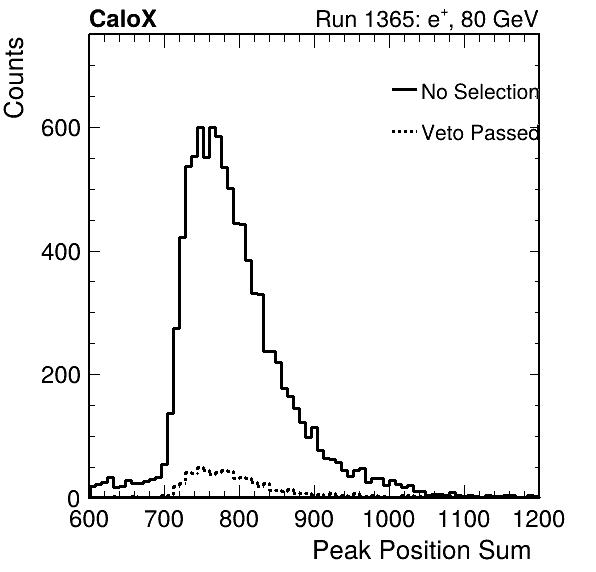 CaloX Run 1365: e⁺, 80 GeV
Counts
No Selection
Veto Passed
600
400
200
0
600 700 800 900 1000 1100 1200
Peak Position Sum